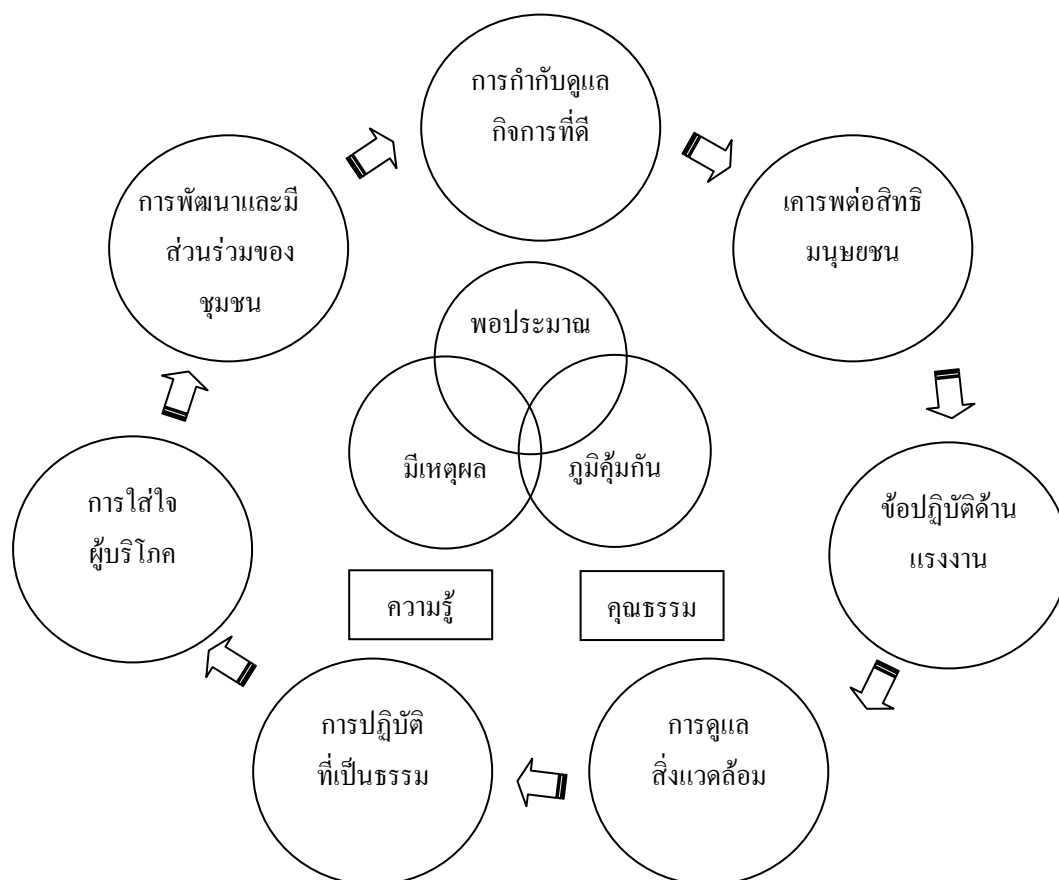 การกำกับดูแล
กิจการที่ดี
เคารพต่อสิทธิ
มนุษยชน
ข้อปฏิบัติด้าน
แรงงาน
การดูแล
สิ่งแวดล้อม
การปฏิบัติ
ที่เป็นธรรม
การใส่ใจ
ผู้บริโภค
การพัฒนาและมี
ส่วนร่วมของ
ชุมชน
พอประมาณ
มีเหตุผล
ภูมิคุ้มกัน
ความรู้
คุณธรรม